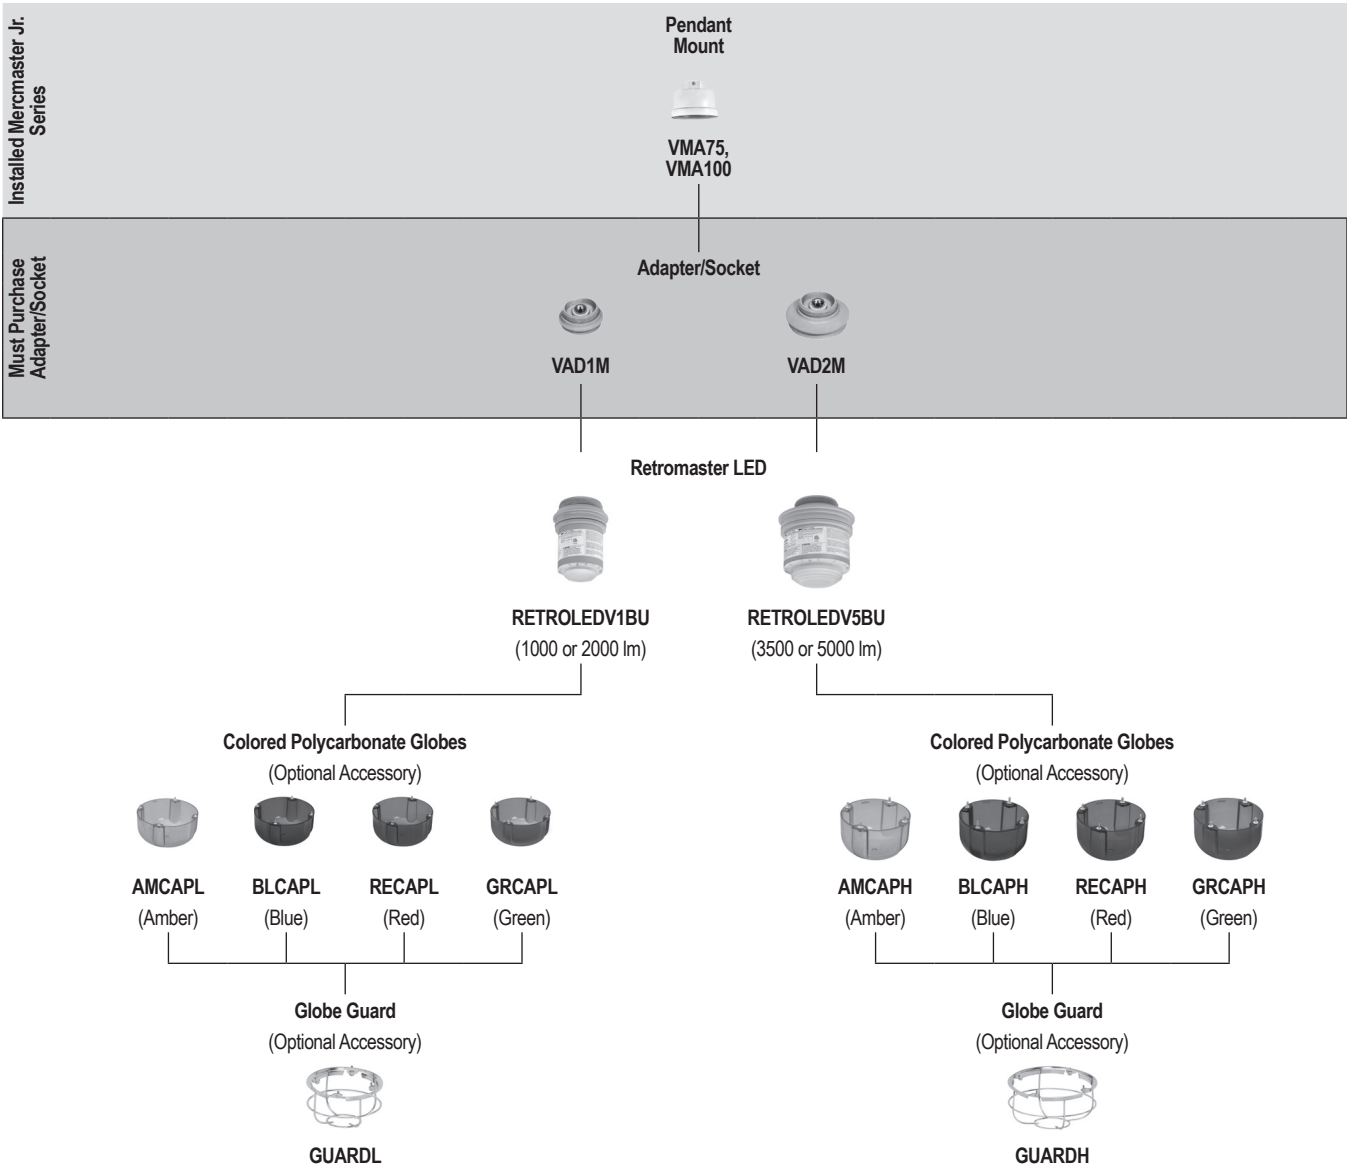 Installed Mercmaster Jr.
Series
Pendant
Mount
VMA75,
VMA100
Must Purchase
Adapter/Socket
Adapter/Socket
VAD1M
VAD2M
Retromaster LED
RETROLEDV1BU
(1000 or 2000 lm)
RETROLEDV5BU
(3500 or 5000 lm)
Colored Polycarbonate Globes
(Optional Accessory)
AMCAPL
(Amber)
BLCAPL
(Blue)
RECAPL
(Red)
GRCAPL
(Green)
Globe Guard
(Optional Accessory)
GUARDL
Colored Polycarbonate Globes
(Optional Accessory)
AMCAPH
(Amber)
BLCAPH
(Blue)
RECAPH
(Red)
GRCAPH
(Green)
Globe Guard
(Optional Accessory)
GUARDH